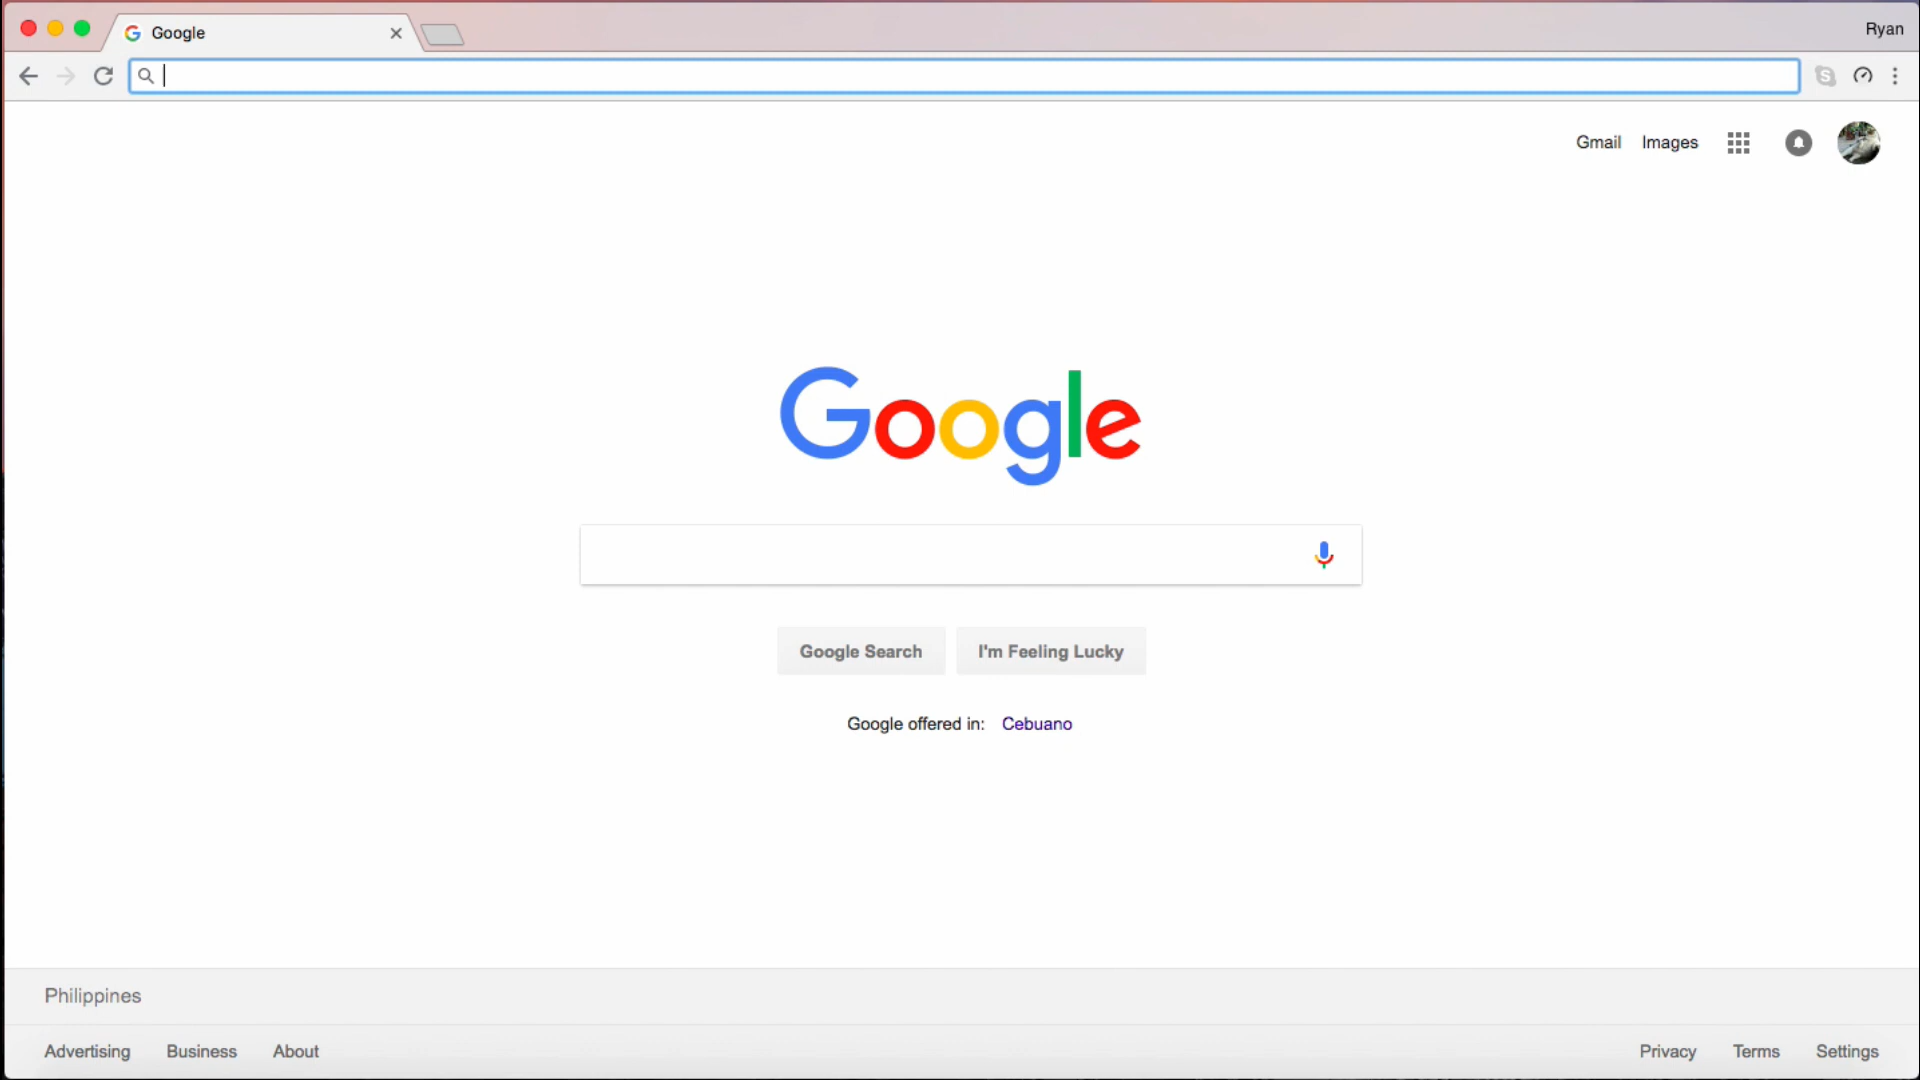 Google
Ryan
Gmail Images
Google
Google Search I'm Feeling Lucky
Google offered in: Cebuano
Philippines
Advertising Business About Privacy Terms Settings